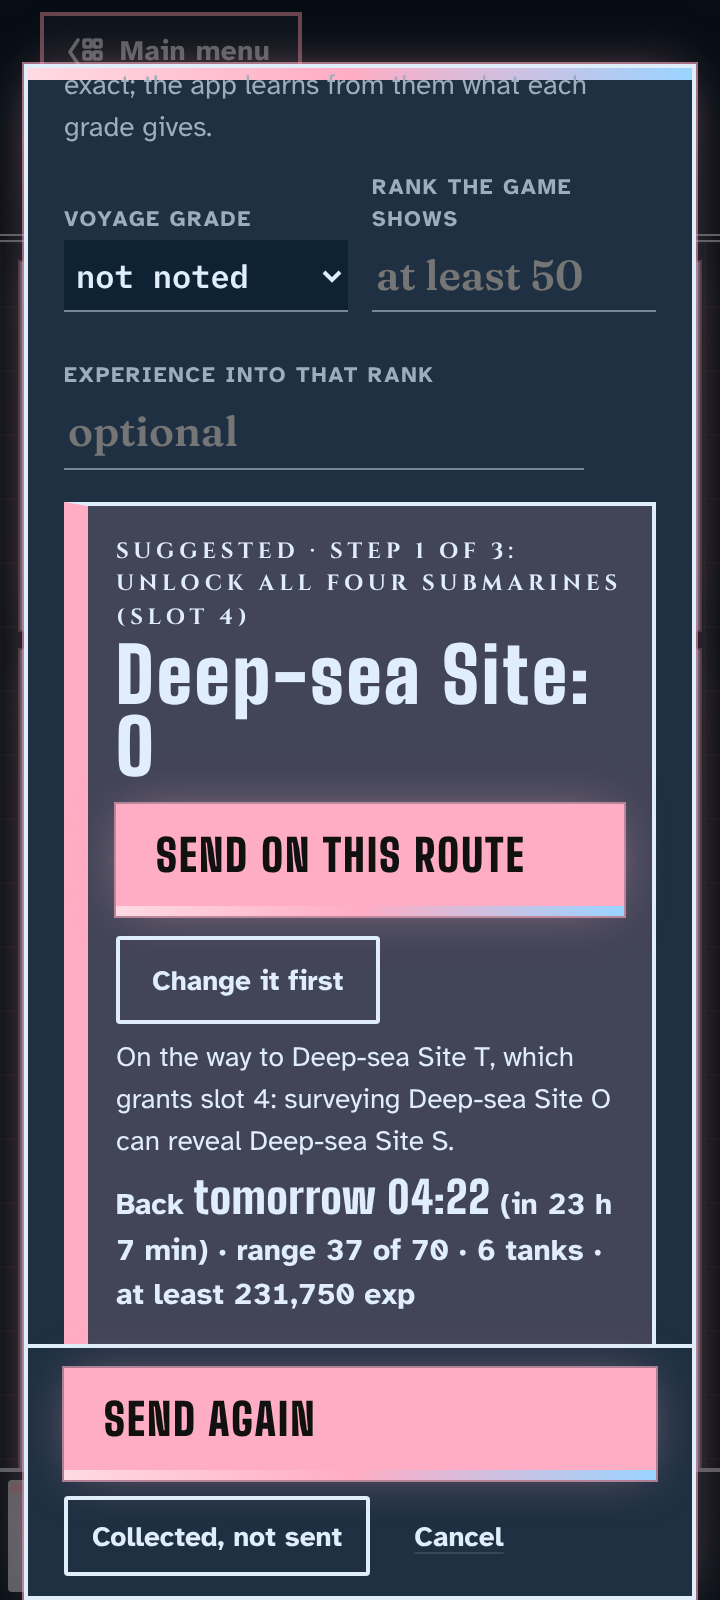 Main menu
exact; the app learns from them what each
grade gives.
VOYAGE GRADE
RANK THE GAME
SHOWS
not noted
at least 50
EXPERIENCE INTO THAT RANK
optional
SUGGESTED · STEP 1 OF 3:
UNLOCK ALL FOUR SUBMARINES
(SLOT 4)
Deep-sea Site:
O
SEND ON THIS ROUTE
Change it first
On the way to Deep-sea Site T, which
grants slot 4: surveying Deep-sea Site O
can reveal Deep-sea Site S.
Back tomorrow 04:22 (in 23 h
7 min) · range 37 of 70 · 6 tanks ·
at least 231,750 exp
SEND AGAIN
Collected, not sent
Cancel